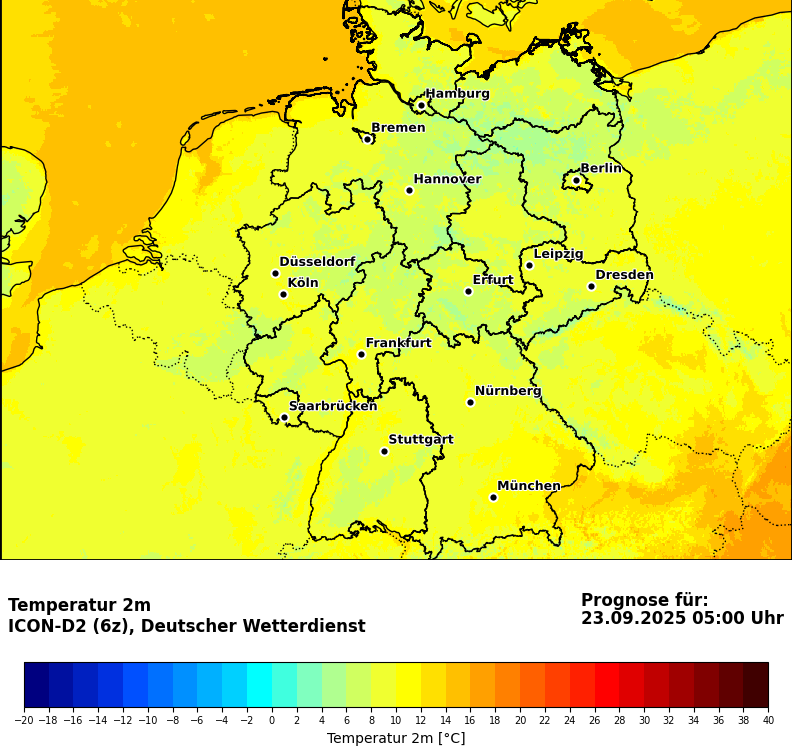 Hamburg
Bremen
Berlin
Hannover
Leipzig
Düsseldorf
Dresden
Erfurt
Köln
Frankfurt
Nürnberg
Saarbrücken
Stuttgart
München
Temperatur 2m
ICON-D2 (6z), Deutscher Wetterdienst
Prognose für:
23.09.2025 05:00 Uhr
−20 −18 −16 −14 −12 −10 −8 −6 −4 −2 0 2 4 6 8 10 12 14 16 18 20 22 24 26 28 30 32 34 36 38 40
Temperatur 2m [°C]